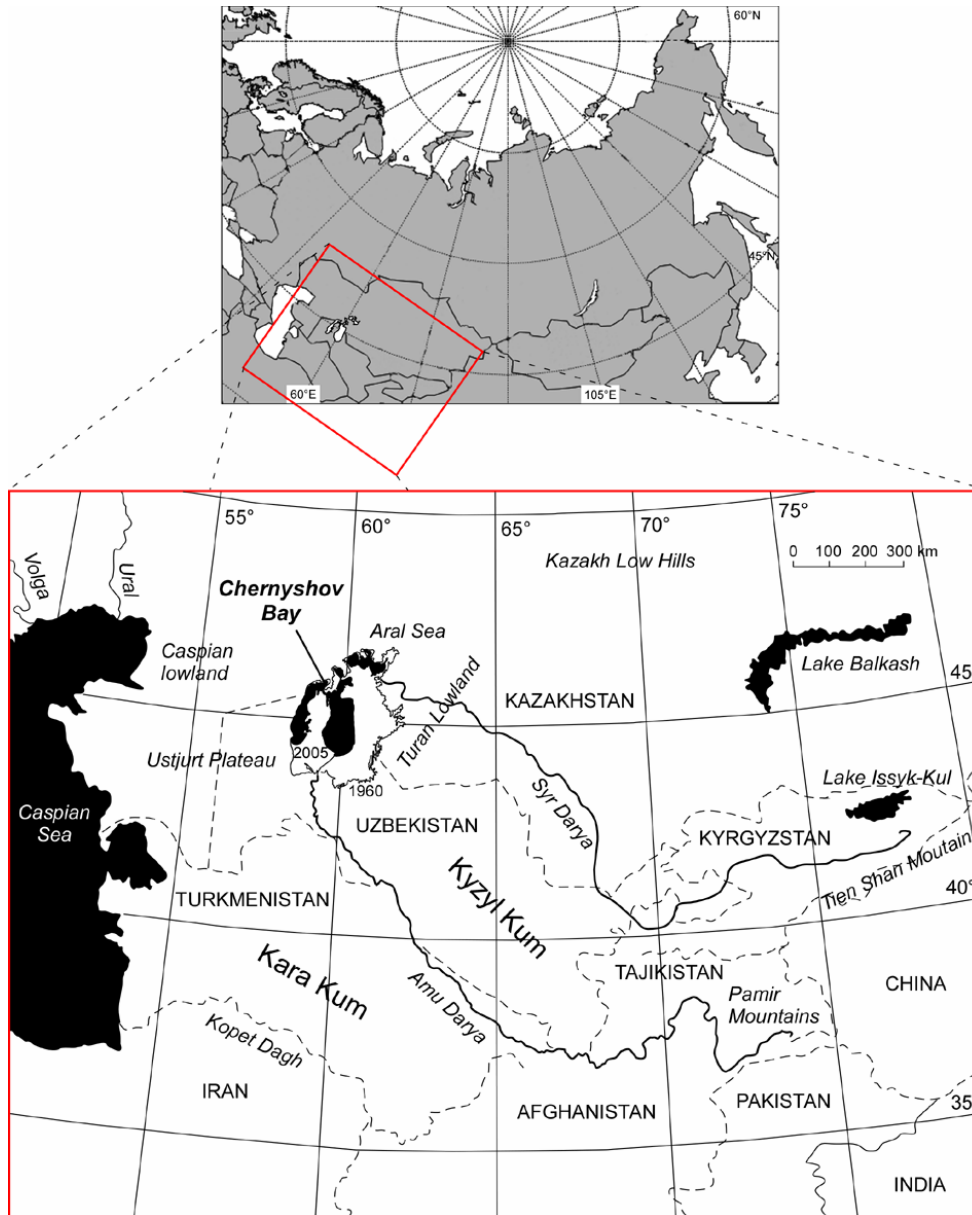 60°N
45°N
60°E
105°E
55°
60°
65°
70°
75°
0 100 200 300 km
Kazakh Low Hills
Volga
Ural
Chernyshov
Bay
Aral Sea
Caspian
lowland
Lake Balkash
45°
KAZAKHSTAN
Turan Lowland
Ustjurt Plateau
2005
1960
Lake Issyk-Kul
Caspian
Sea
Syr Darya
UZBEKISTAN
KYRGYZSTAN
Tien Shan Moutain
TURKMENISTAN
Kyzyl Kum
40°
Kara Kum
TAJIKISTAN
CHINA
Amu Darya
Pamir
Mountains
Kopet Dagh
IRAN
AFGHANISTAN
PAKISTAN
35°
INDIA